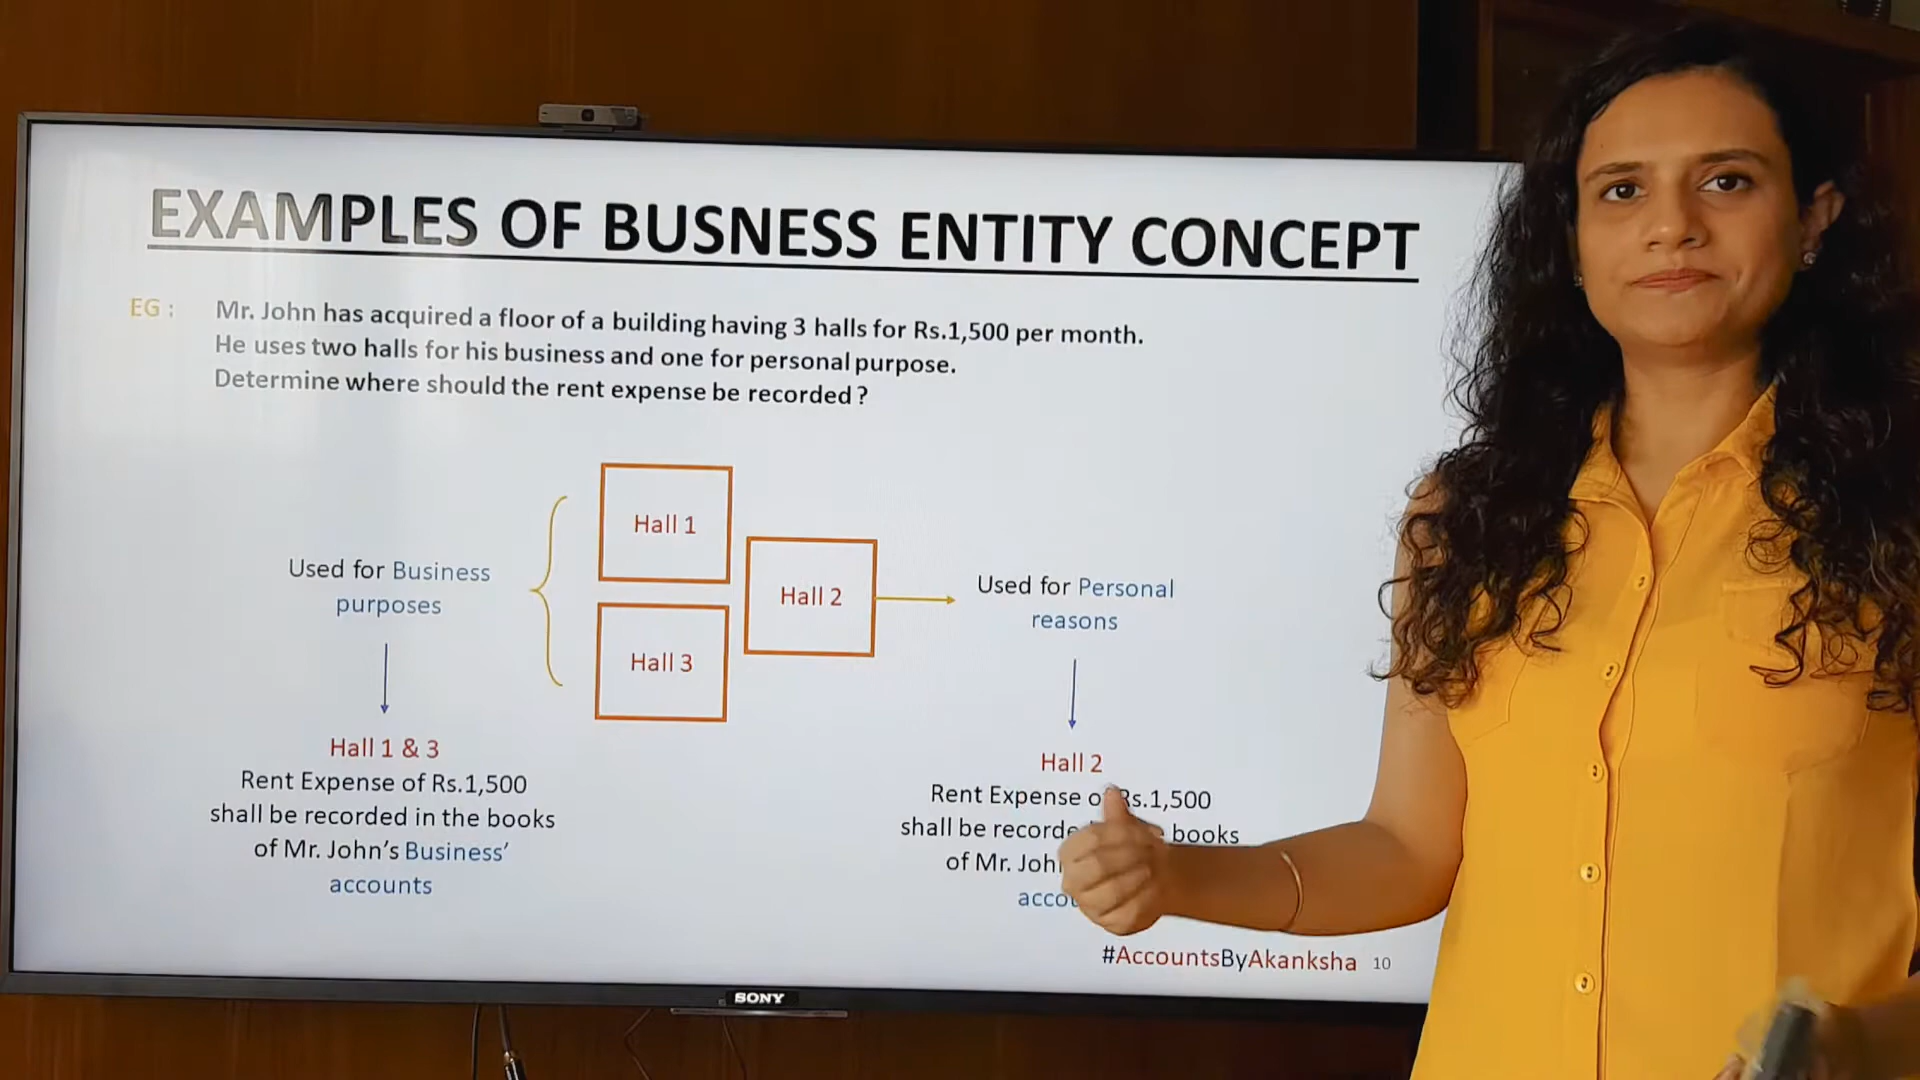 EXAMPLES OF BUSNESS ENTITY CONCEPT
EG : Mr. John has acquired a floor of a building having 3 halls for Rs.1,500 per month.
He uses two halls for his business and one for personal purpose.
Determine where should the rent expense be recorded ?
Hall 1
Hall 2
Hall 3
Used for Business
purposes
Used for Personal
reasons
Hall 1 & 3
Rent Expense of Rs.1,500
shall be recorded in the books
of Mr. John's Business'
accounts
Hall 2
Rent Expense of Rs.1,500
shall be books
of Mr.
#AccountsByAkanksha 10
SONY